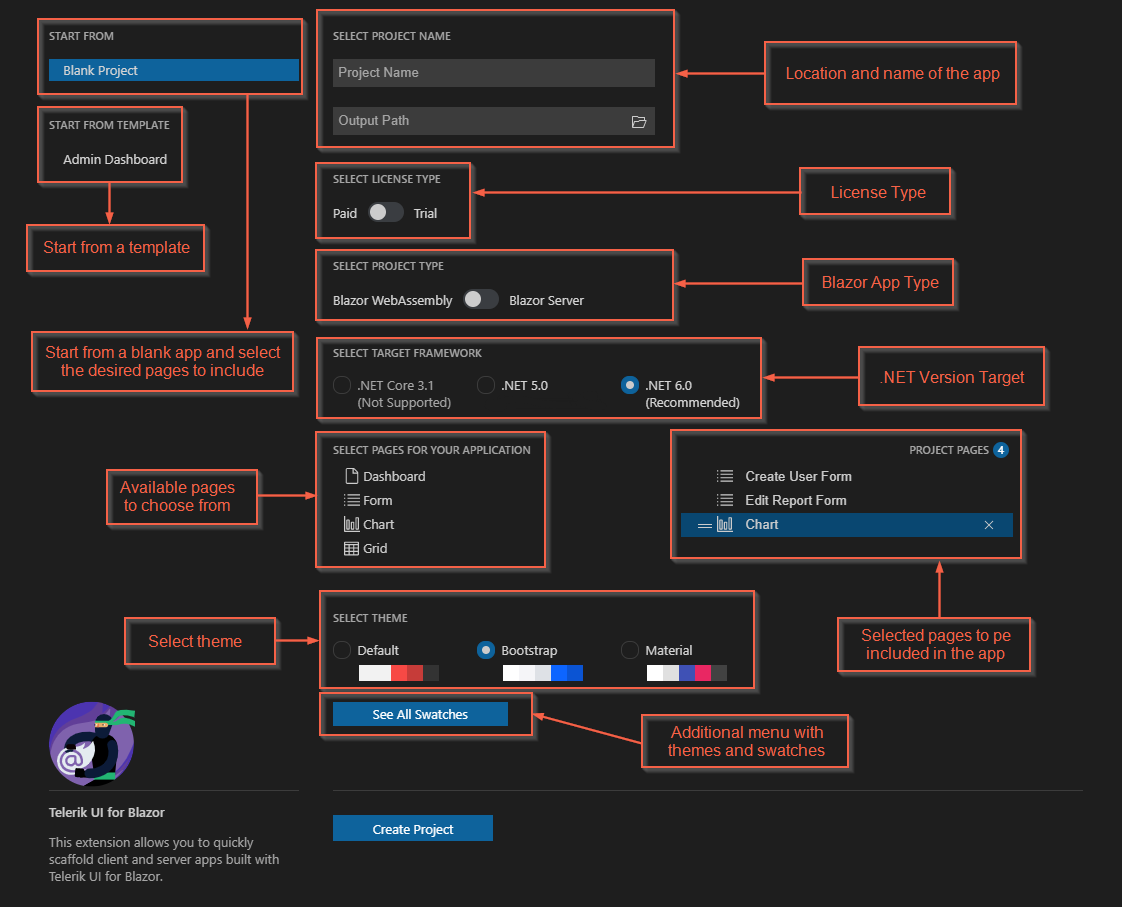 START FROM
Blank Project
START FROM TEMPLATE
Admin Dashboard
Start from a template
Start from a blank app and select
the desired pages to include
SELECT PROJECT NAME
Project Name
Output Path
Location and name of the app
SELECT LICENSE TYPE
Paid Trial
License Type
SELECT PROJECT TYPE
Blazor WebAssembly Blazor Server
Blazor App Type
SELECT TARGET FRAMEWORK
.NET Core 3.1
(Not Supported)
.NET 5.0
.NET 6.0
(Recommended)
.NET Version Target
Available pages
to choose from
SELECT PAGES FOR YOUR APPLICATION
Dashboard
Form
Chart
Grid
PROJECT PAGES 4
Create User Form
Edit Report Form
Chart
Selected pages to pe
included in the app
Select theme
SELECT THEME
Default
Bootstrap
Material
See All Swatches
Additional menu with
themes and swatches
@
Telerik UI for Blazor
This extension allows you to quickly
scaffold client and server apps built with
Telerik UI for Blazor.
Create Project